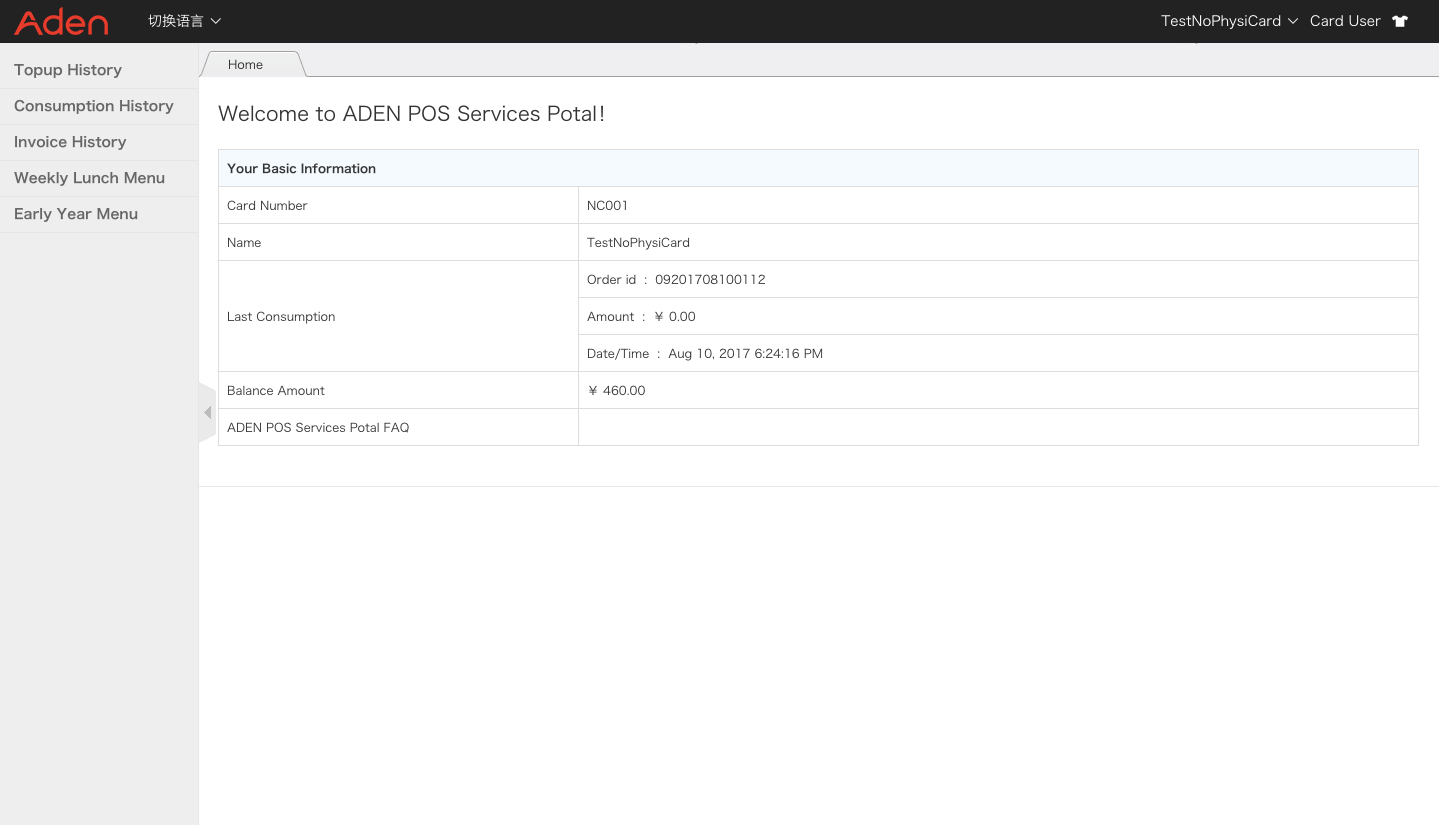 Aden
切换语言
TestNoPhysiCard
Card User
Topup History
Consumption History
Invoice History
Weekly Lunch Menu
Early Year Menu
Home
Welcome to ADEN POS Services Potal!
Your Basic Information
Card Number NC001
Name TestNoPhysiCard
Last Consumption
Order id : 09201708100112
Amount : ¥ 0.00
Date/Time : Aug 10, 2017 6:24:16 PM
Balance Amount ¥ 460.00
ADEN POS Services Potal FAQ